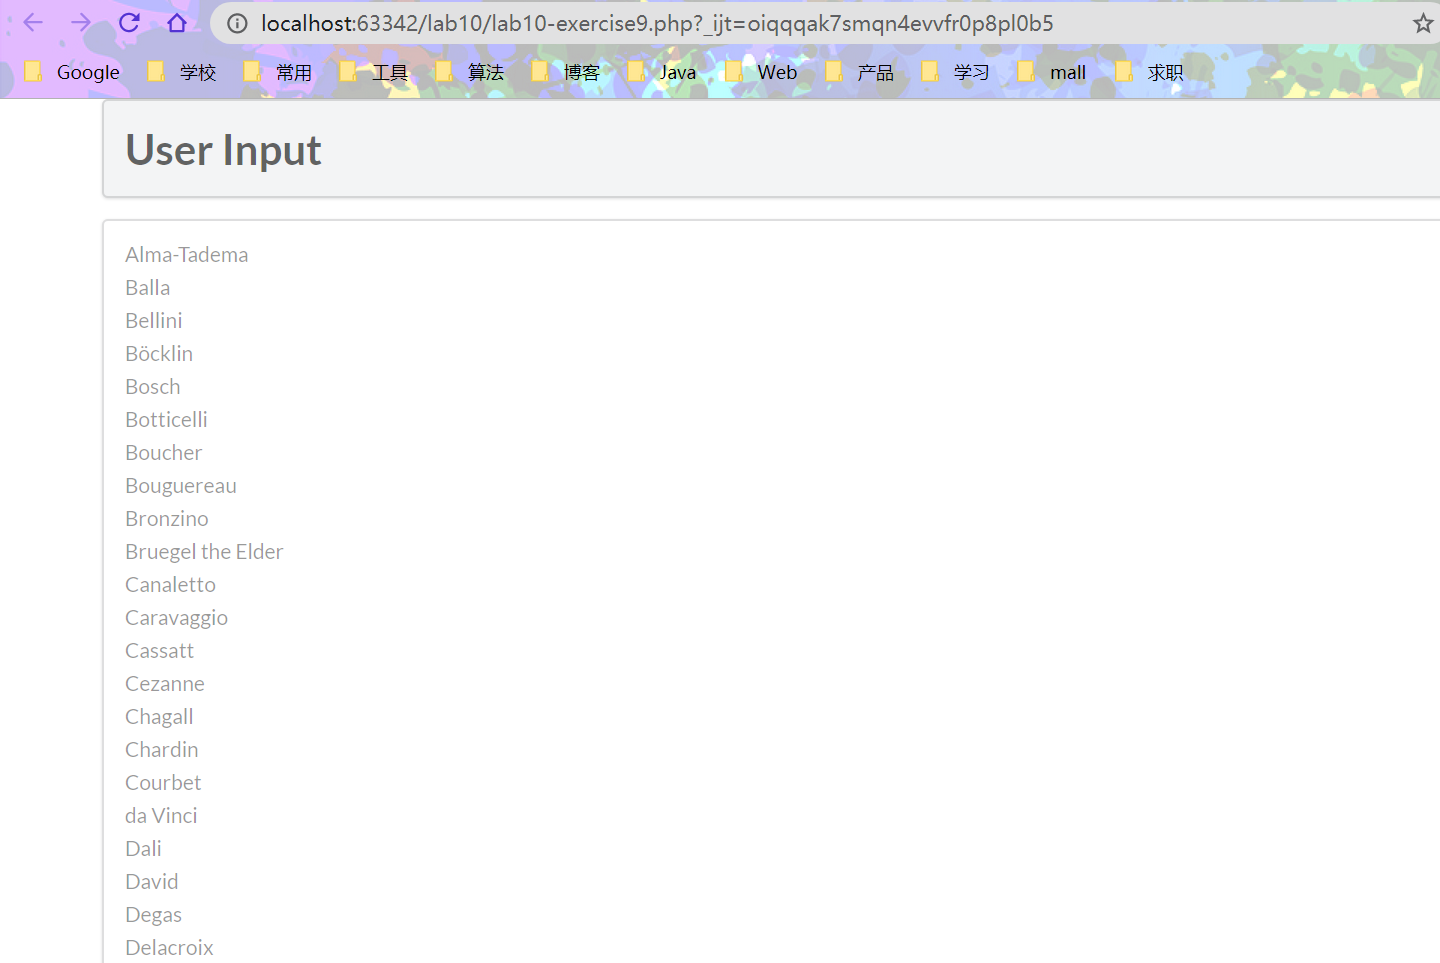 localhost:63342/lab10/lab10-exercise9.php?_ijt=oiqqqak7smqn4evvfr0p8pl0b5
Google 学校 常用 工具 算法 博客 Java Web 产品 学习 mall 求职
User Input
Alma-Tadema
Balla
Bellini
Böcklin
Bosch
Botticelli
Boucher
Bouguereau
Bronzino
Bruegel the Elder
Canaletto
Caravaggio
Cassatt
Cezanne
Chagall
Chardin
Courbet
da Vinci
Dali
David
Degas
Delacroix